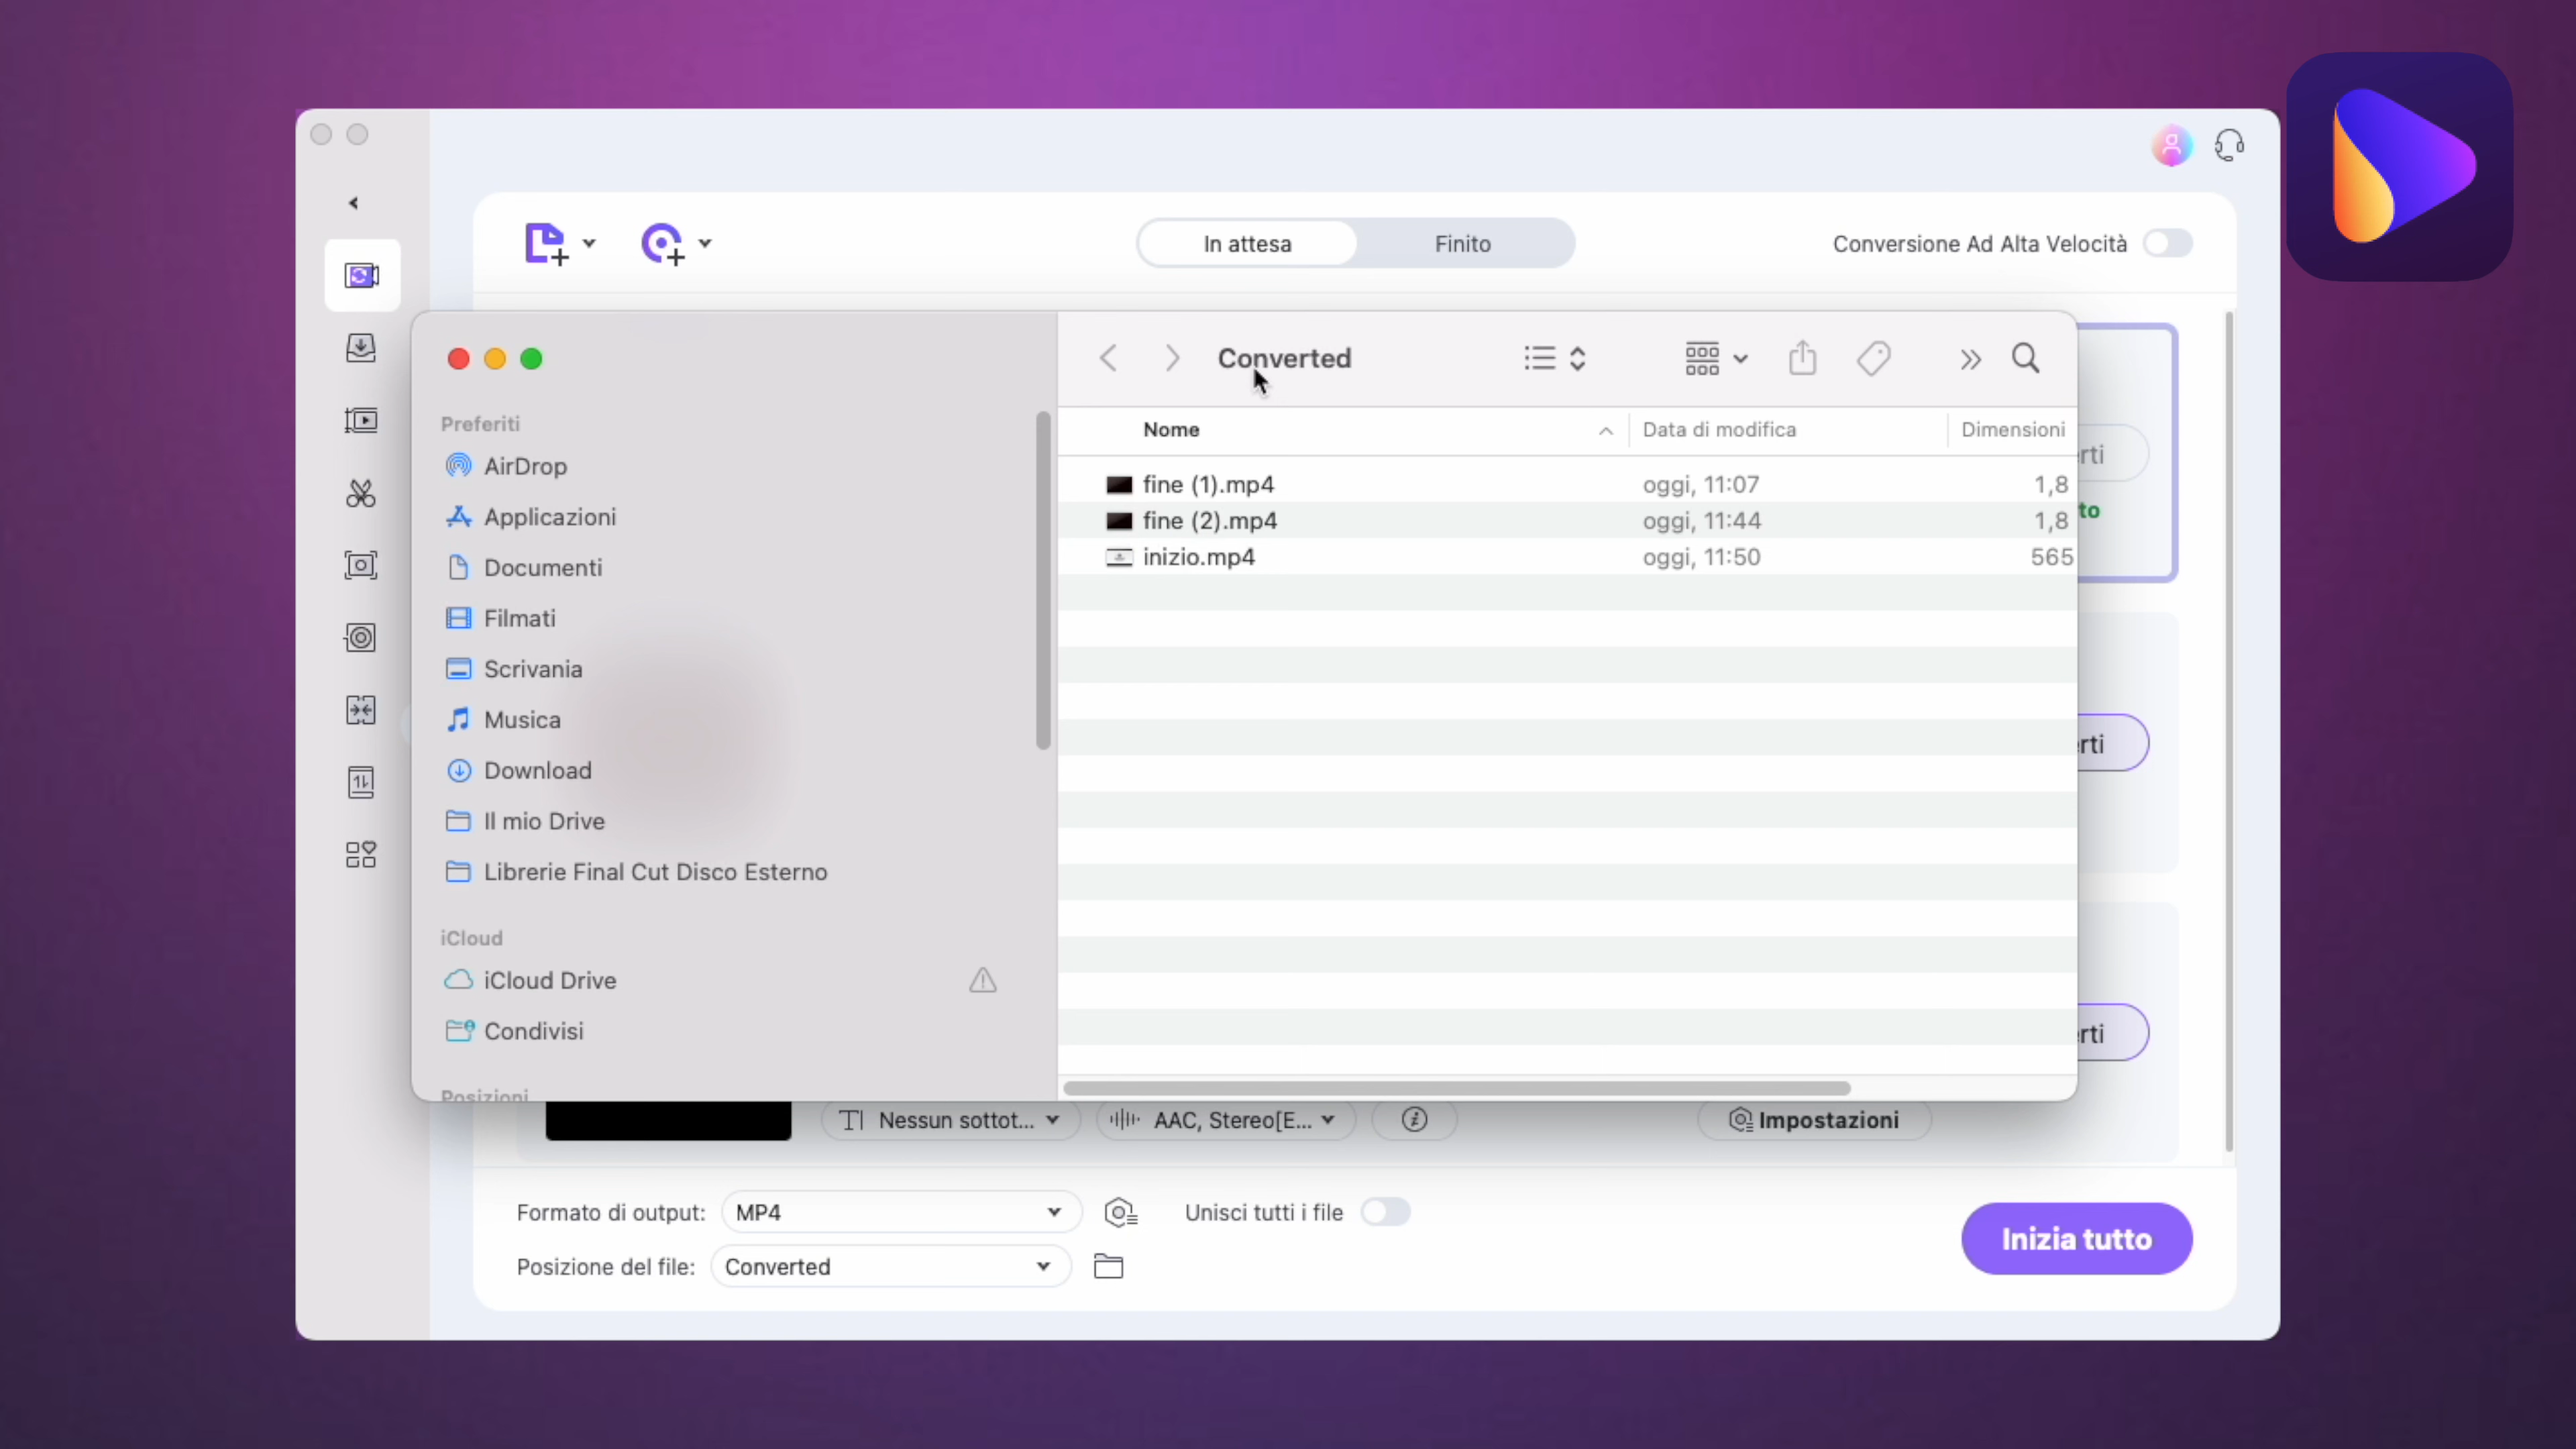 In attesa
Finito
Conversione Ad Alta Velocità
Converted
Preferiti
AirDrop
Applicazioni
Documenti
Filmati
Scrivania
Musica
Download
Il mio Drive
Librerie Final Cut Disco Esterno
iCloud
iCloud Drive
Condivisi
Posizioni
Nome
Data di modifica
Dimensioni
fine (1).mp4
oggi, 11:07
1,8
fine (2).mp4
oggi, 11:44
1,8
inizio.mp4
oggi, 11:50
565
rti
to
rti
rti
Nessun sottot...
AAC, Stereo[E...
Impostazioni
Formato di output:
MP4
Unisci tutti i file
Posizione del file:
Converted
Inizia tutto